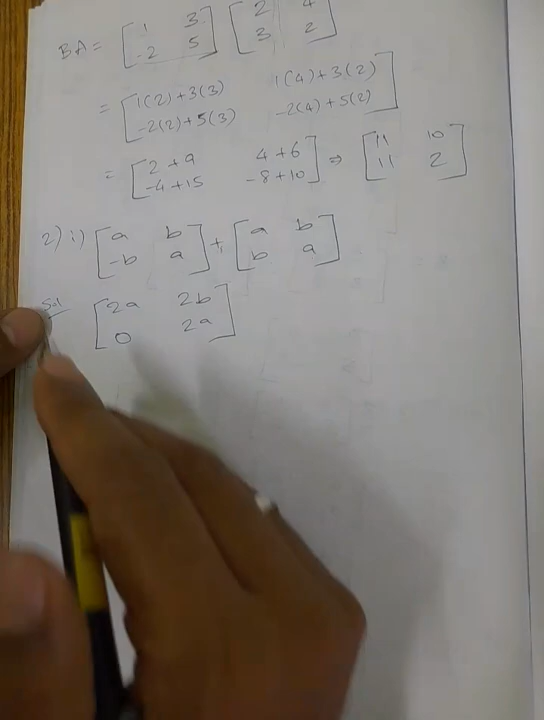 BA = [1 3 -2 5] [2 4 3 2]
= [1(2)+3(3) 1(4)+3(2)
-2(2)+5(3) -2(4)+5(2)]
= [2+9 4+6
-4+15 -8+10] ⇒ [11 10
11 2]
2) i) [a b
-b a] + [a b
b a]
Sol [2a 2b
0 2a]